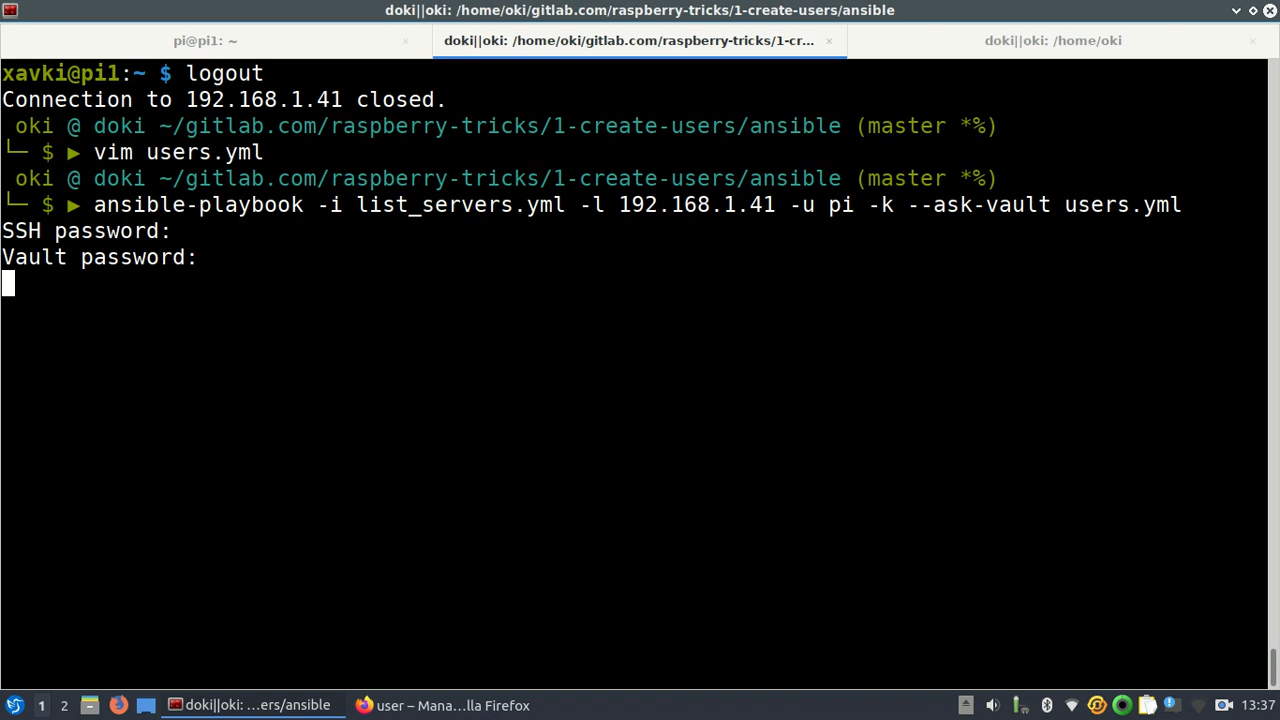 doki||oki: /home/oki/gitlab.com/raspberry-tricks/1-create-users/ansible
pi@pi1: ~ × doki||oki: /home/oki/gitlab.com/raspberry-tricks/1-cr... × doki||oki: /home/oki ×
xavki@pi1:~ $ logout
Connection to 192.168.1.41 closed.
oki @ doki ~/gitlab.com/raspberry-tricks/1-create-users/ansible (master *%)
└─ $ ▶ vim users.yml
oki @ doki ~/gitlab.com/raspberry-tricks/1-create-users/ansible (master *%)
└─ $ ▶ ansible-playbook -i list_servers.yml -l 192.168.1.41 -u pi -k --ask-vault users.yml
SSH password:
Vault password:
1 2 doki||oki: ...ers/ansible user – Mana...lla Firefox 13:37